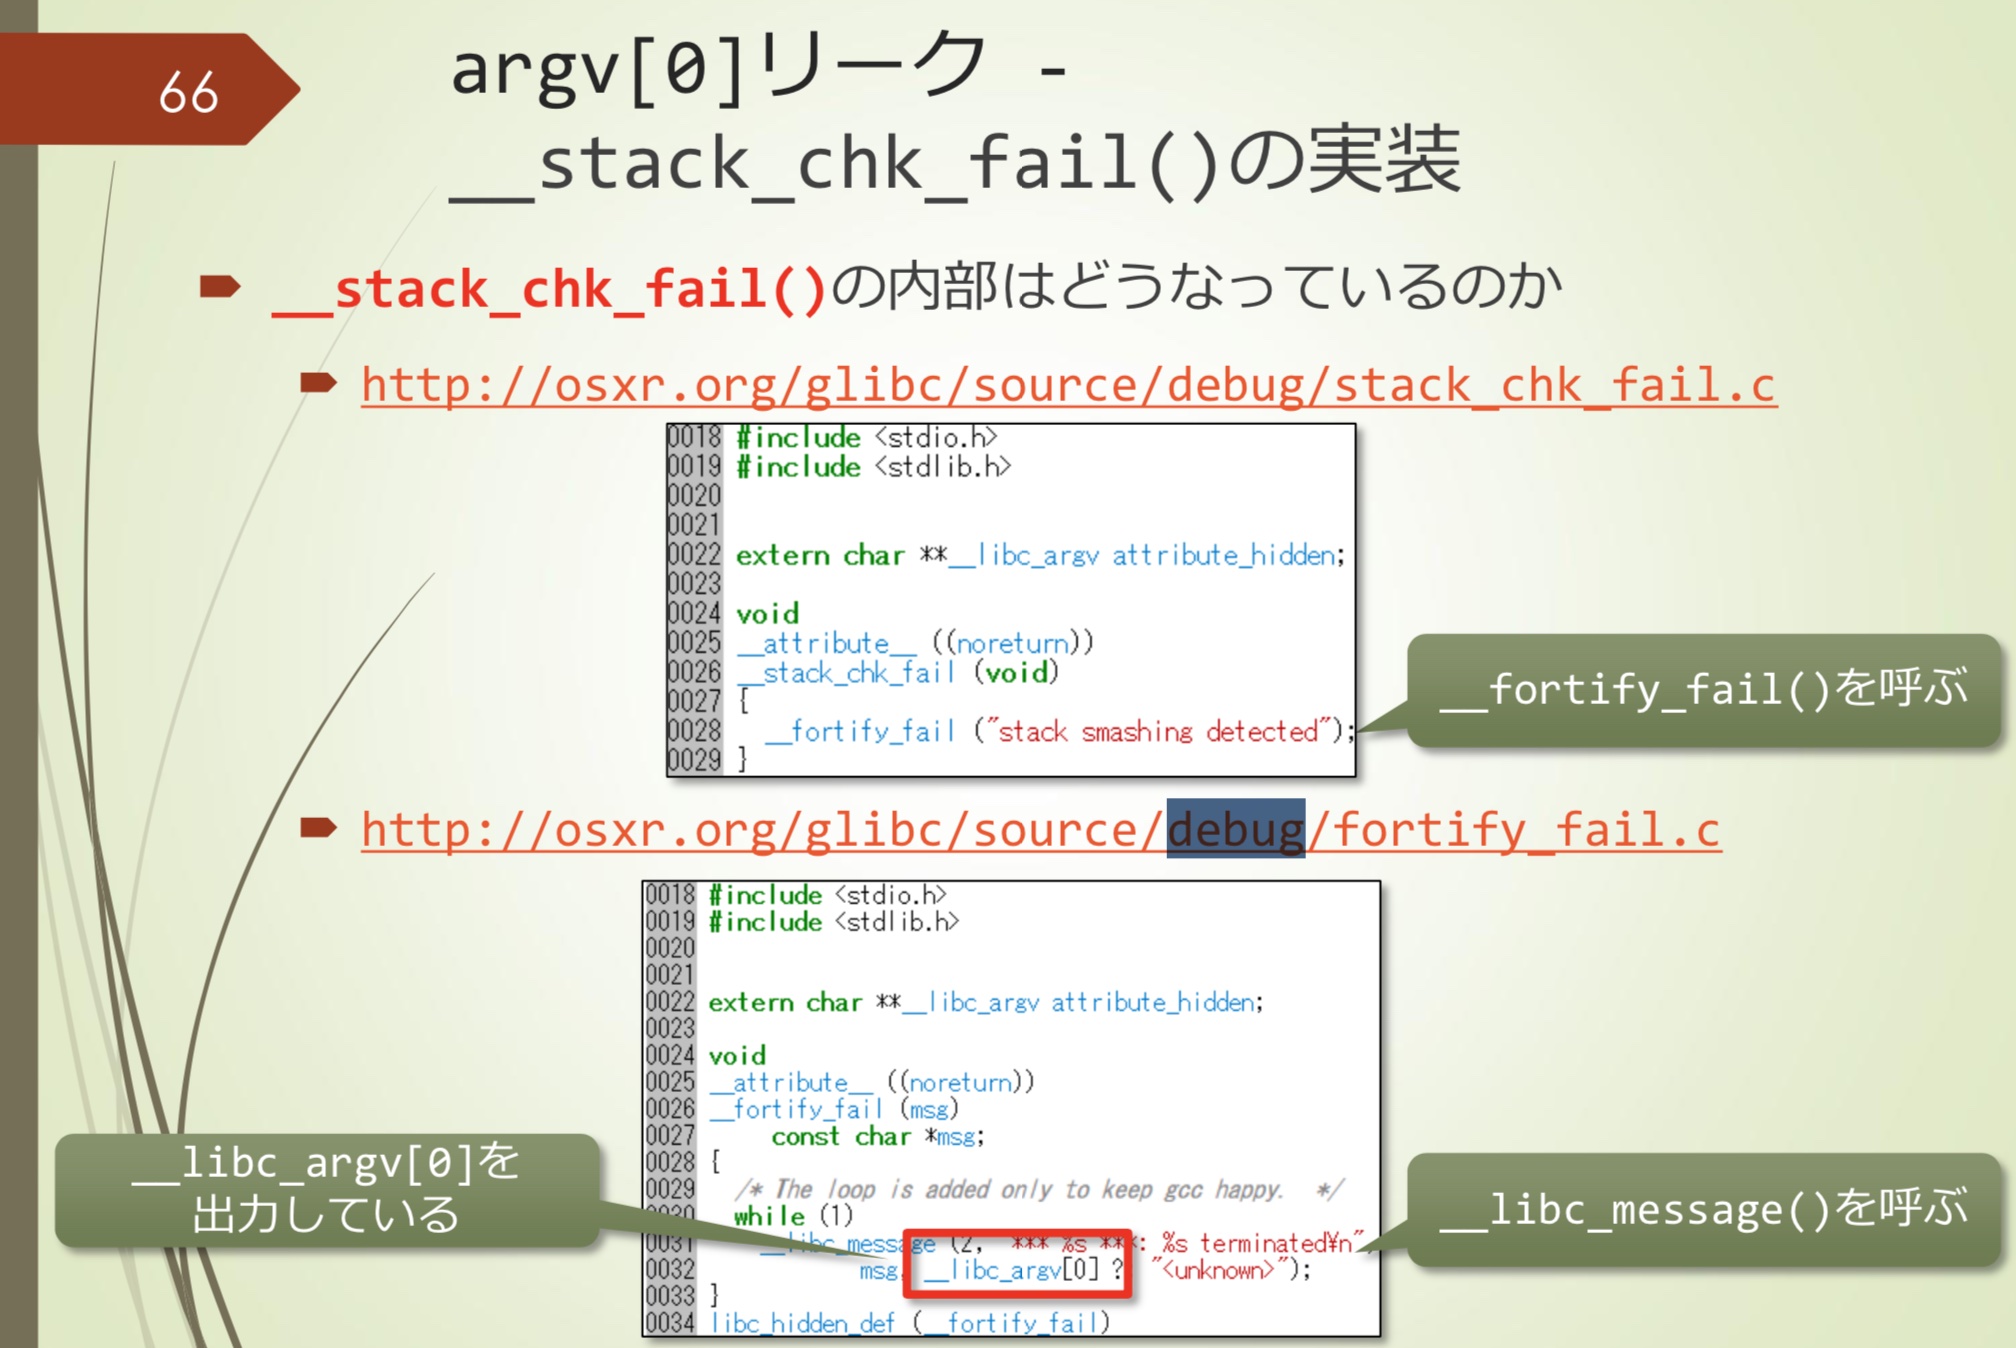 66
argv[0]リーク -
__stack_chk_fail()の実装
__stack_chk_fail()の内部はどうなっているのか
http://osxr.org/glibc/source/debug/stack_chk_fail.c
0018 #include <stdio.h>
0019 #include <stdlib.h>
0020
0021
0022 extern char **__libc_argv attribute_hidden;
0023
0024 void
0025 __attribute__ ((noreturn))
0026 __stack_chk_fail (void)
0027 {
0028 __fortify_fail ("stack smashing detected");
0029 }
__fortify_fail()を呼ぶ
http://osxr.org/glibc/source/debug/fortify_fail.c
0018 #include <stdio.h>
0019 #include <stdlib.h>
0020
0021
0022 extern char **__libc_argv attribute_hidden;
0023
0024 void
0025 __attribute__ ((noreturn))
0026 __fortify_fail (msg)
0027 const char *msg;
0028 {
0029 /* The loop is added only to keep gcc happy. */
0030 while (1)
0031 __libc_message (2, *** %s ***: %s terminated¥n"
0032 msg, __libc_argv[0] ? "<unknown>");
0033 }
0034 libc_hidden_def (__fortify_fail)
__libc_argv[0]を
出力している
__libc_message()を呼ぶ